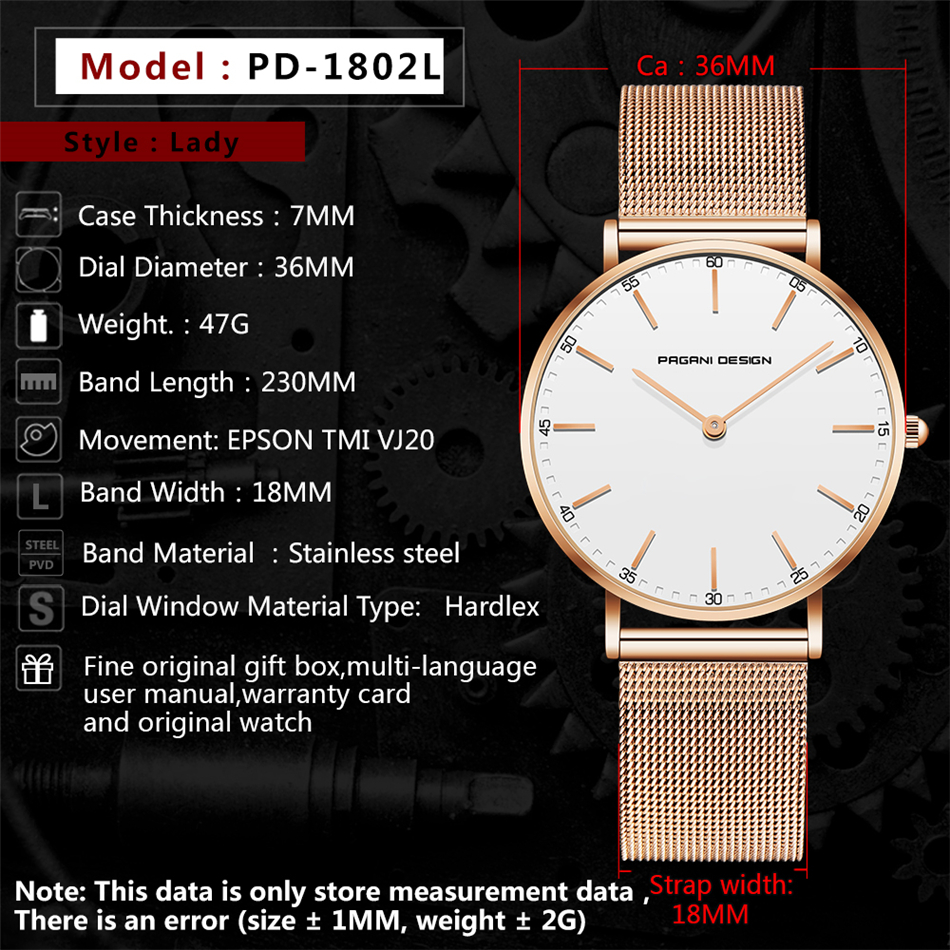 Model : PD-1802L
Style : Lady
Case Thickness : 7MM
Dial Diameter : 36MM
Weight. : 47G
Band Length : 230MM
Movement: EPSON TMI VJ20
L
Band Width : 18MM
STEEL
PVD
Band Material : Stainless steel
S
Dial Window Material Type: Hardlex
Fine original gift box,multi-language
user manual,warranty card
and original watch
Note: This data is only store measurement data ,
There is an error (size ± 1MM, weight ± 2G)
Ca : 36MM
60
05
10
15
20
25
30
35
40
45
50
55
PAGANI DESIGN
Strap width:
18MM